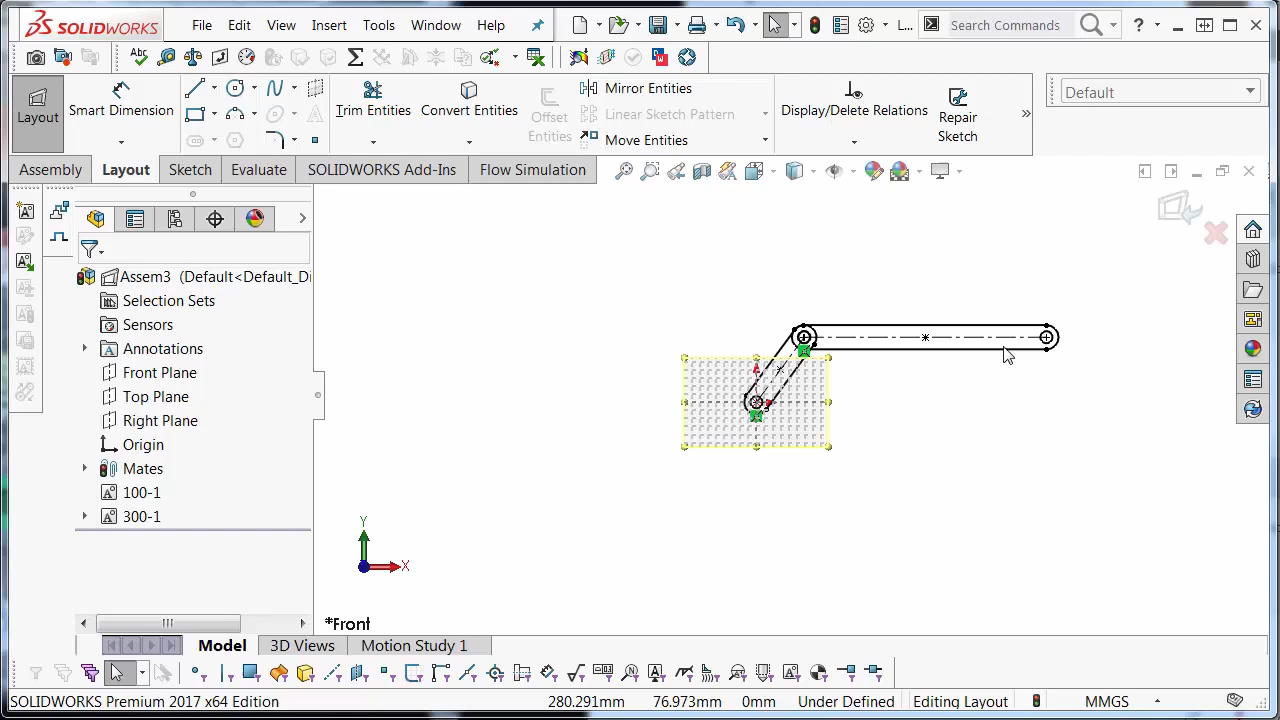 SOLIDWORKS File Edit View Insert Tools Window Help L... Search Commands ?
Layout Smart Dimension Trim Entities Convert Entities Offset Entities Mirror Entities Linear Sketch Pattern Move Entities Display/Delete Relations Repair Sketch » Default
Assembly Layout Sketch Evaluate SOLIDWORKS Add-Ins Flow Simulation
Assem3 (Default<Default_Di
Selection Sets
Sensors
Annotations
Front Plane
Top Plane
Right Plane
Origin
Mates
100-1
300-1
Y
X
*Front
Model 3D Views Motion Study 1
SOLIDWORKS Premium 2017 x64 Edition 280.291mm 76.973mm 0mm Under Defined Editing Layout MMGS